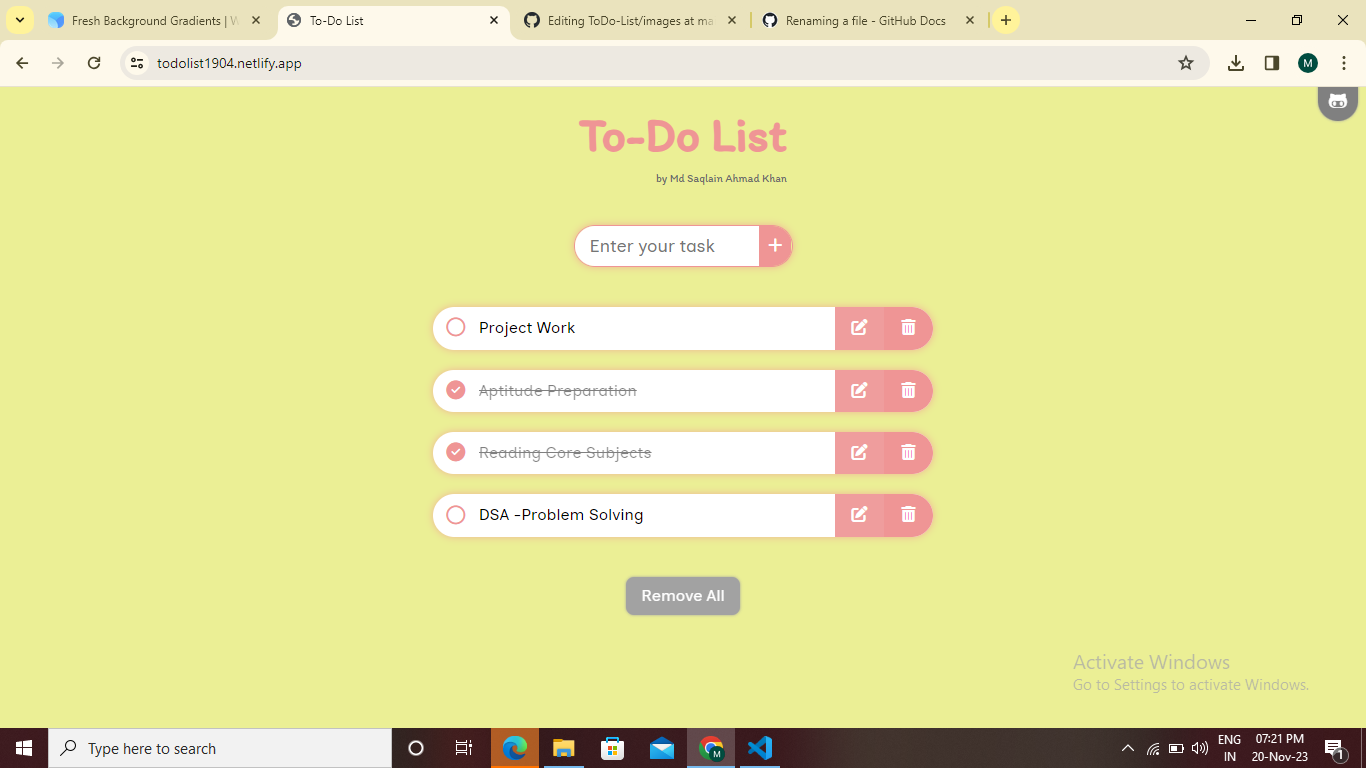 Fresh Background Gradients | W
To-Do List
Editing ToDo-List/images at ma
Renaming a file - GitHub Docs
todolist1904.netlify.app
M
To-Do List
by Md Saqlain Ahmad Khan
Enter your task
+
Project Work
Aptitude Preparation
Reading Core Subjects
DSA -Problem Solving
Remove All
Activate Windows
Go to Settings to activate Windows.
Type here to search
M
ENG
IN
07:21 PM
20-Nov-23
1